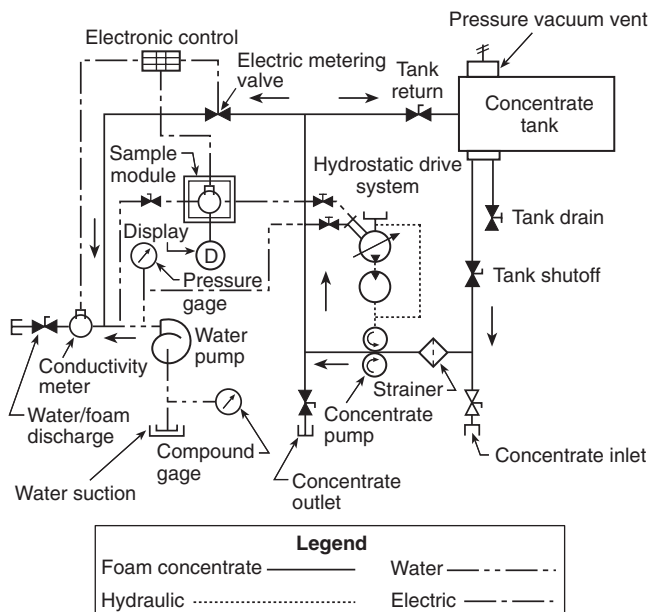 Pressure vacuum vent
Electronic control
Electric metering
valve
Tank
return
Concentrate
tank
Sample
module
Hydrostatic drive
system
Tank drain
Display
D
Pressure
gage
Tank shutoff
Water
pump
Conductivity
meter
Strainer
Water/foam
discharge
Concentrate
pump
Compound
gage
Concentrate inlet
Water suction
Concentrate
outlet
Legend
Foam concentrate
Water
Hydraulic
Electric